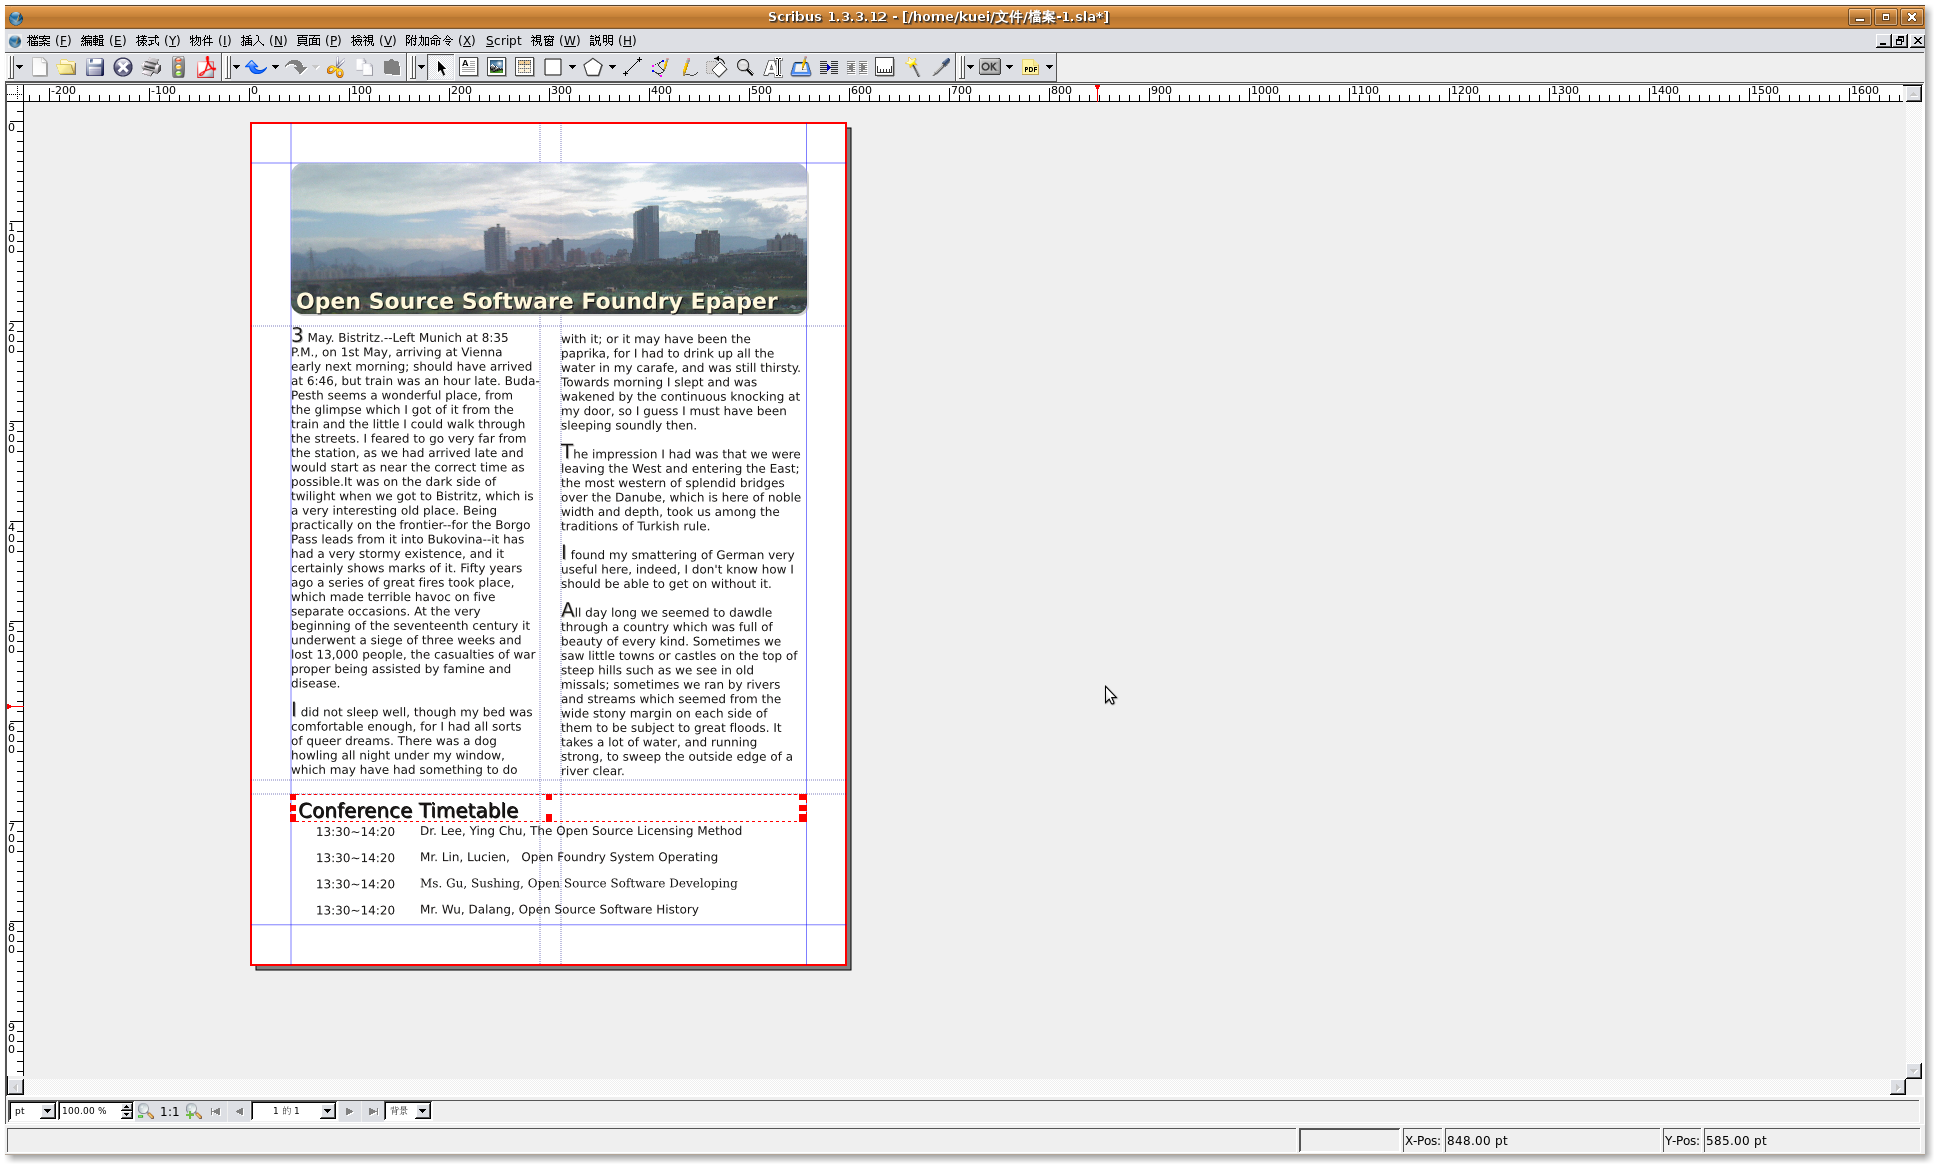 Scribus 1.3.3.12 - [/home/kuei/文件/檔案-1.sla*]
檔案 (F) 編輯 (E) 樣式 (Y) 物件 (I) 插入 (N) 頁面 (P) 檢視 (V) 附加命令 (X) Script 視窗 (W) 說明 (H)
OK PDF
-200 -100 0 100 200 300 400 500 600 700 800 900 1000 1100 1200 1300 1400 1500 1600
0
100
200
300
400
500
600
700
800
900
Open Source Software Foundry Epaper
3 May. Bistritz.--Left Munich at 8:35
P.M., on 1st May, arriving at Vienna
early next morning; should have arrived
at 6:46, but train was an hour late. Buda-
Pesth seems a wonderful place, from
the glimpse which I got of it from the
train and the little I could walk through
the streets. I feared to go very far from
the station, as we had arrived late and
would start as near the correct time as
possible.It was on the dark side of
twilight when we got to Bistritz, which is
a very interesting old place. Being
practically on the frontier--for the Borgo
Pass leads from it into Bukovina--it has
had a very stormy existence, and it
certainly shows marks of it. Fifty years
ago a series of great fires took place,
which made terrible havoc on five
separate occasions. At the very
beginning of the seventeenth century it
underwent a siege of three weeks and
lost 13,000 people, the casualties of war
proper being assisted by famine and
disease.
I did not sleep well, though my bed was
comfortable enough, for I had all sorts
of queer dreams. There was a dog
howling all night under my window,
which may have had something to do
with it; or it may have been the
paprika, for I had to drink up all the
water in my carafe, and was still thirsty.
Towards morning I slept and was
wakened by the continuous knocking at
my door, so I guess I must have been
sleeping soundly then.
The impression I had was that we were
leaving the West and entering the East;
the most western of splendid bridges
over the Danube, which is here of noble
width and depth, took us among the
traditions of Turkish rule.
I found my smattering of German very
useful here, indeed, I don't know how I
should be able to get on without it.
All day long we seemed to dawdle
through a country which was full of
beauty of every kind. Sometimes we
saw little towns or castles on the top of
steep hills such as we see in old
missals; sometimes we ran by rivers
and streams which seemed from the
wide stony margin on each side of
them to be subject to great floods. It
takes a lot of water, and running
strong, to sweep the outside edge of a
river clear.
Conference Timetable
13:30~14:20 Dr. Lee, Ying Chu, The Open Source Licensing Method
13:30~14:20 Mr. Lin, Lucien, Open Foundry System Operating
13:30~14:20 Ms. Gu, Sushing, Open Source Software Developing
13:30~14:20 Mr. Wu, Dalang, Open Source Software History
pt 100.00 % 1:1 1 的 1 背景
X-Pos: 848.00 pt Y-Pos: 585.00 pt